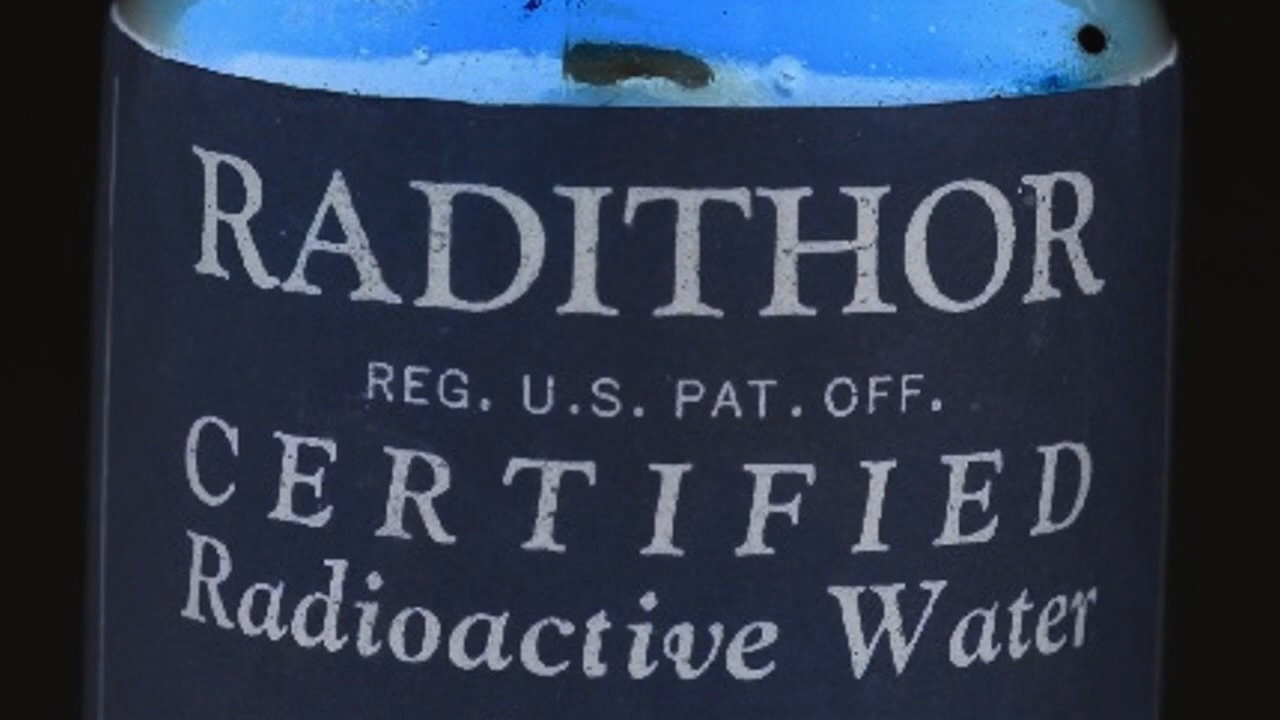 RADITHOR
REG. U.S. PAT. OFF.
CERTIFIED
Radioactive Water